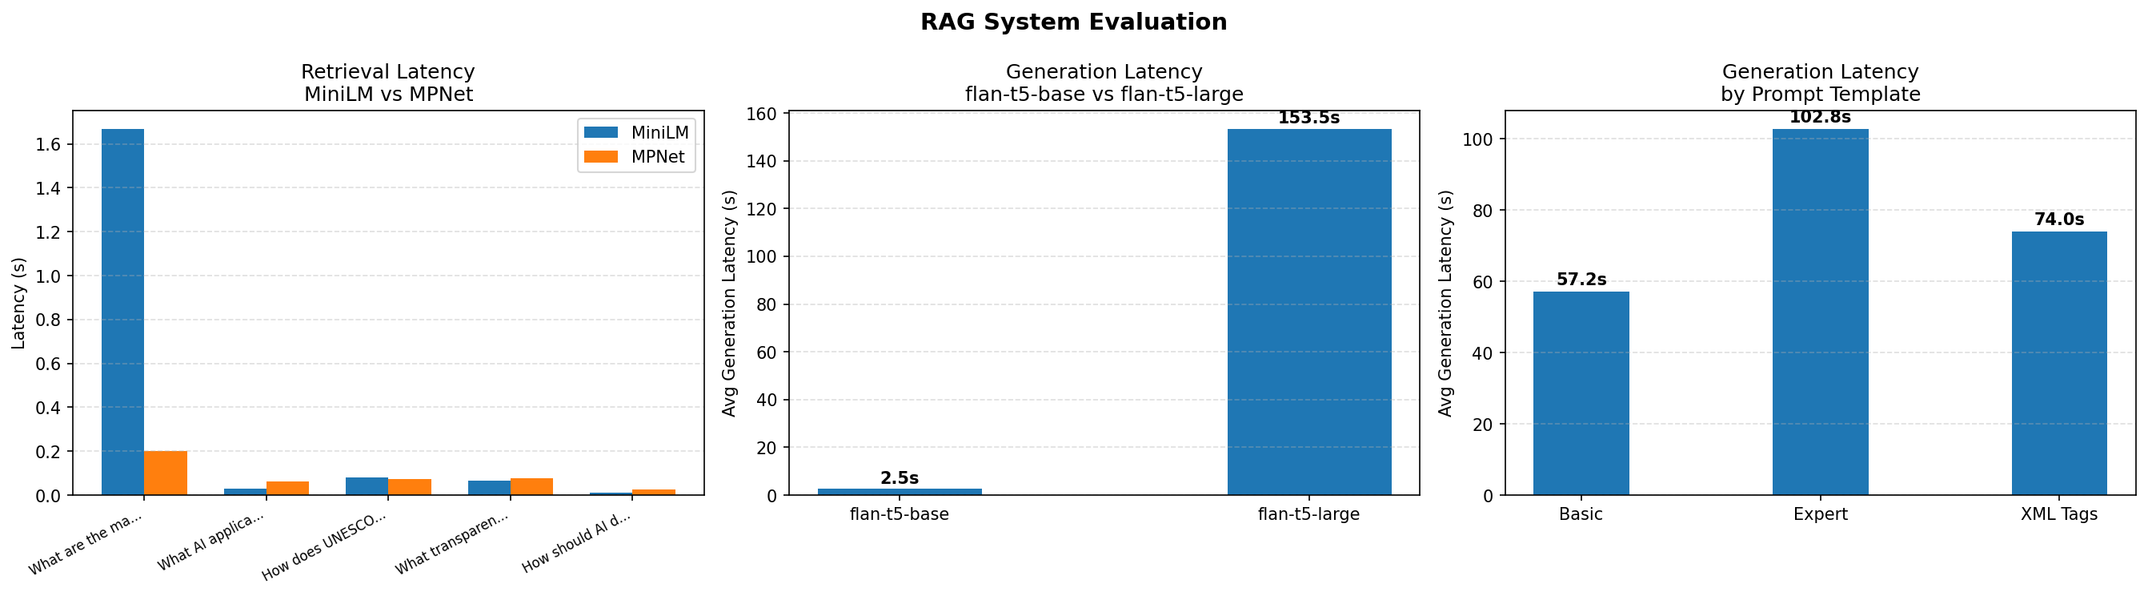 RAG System Evaluation
Retrieval Latency
MiniLM vs MPNet
Latency (s)
1.6
1.4
1.2
1.0
0.8
0.6
0.4
0.2
0.0
MiniLM
MPNet
What are the ma...
What AI applica...
How does UNESCO...
What transparen...
How should AI d...
Generation Latency
flan-t5-base vs flan-t5-large
Avg Generation Latency (s)
160
140
120
100
80
60
40
20
0
2.5s
153.5s
flan-t5-base
flan-t5-large
Generation Latency
by Prompt Template
Avg Generation Latency (s)
100
80
60
40
20
0
57.2s
102.8s
74.0s
Basic
Expert
XML Tags